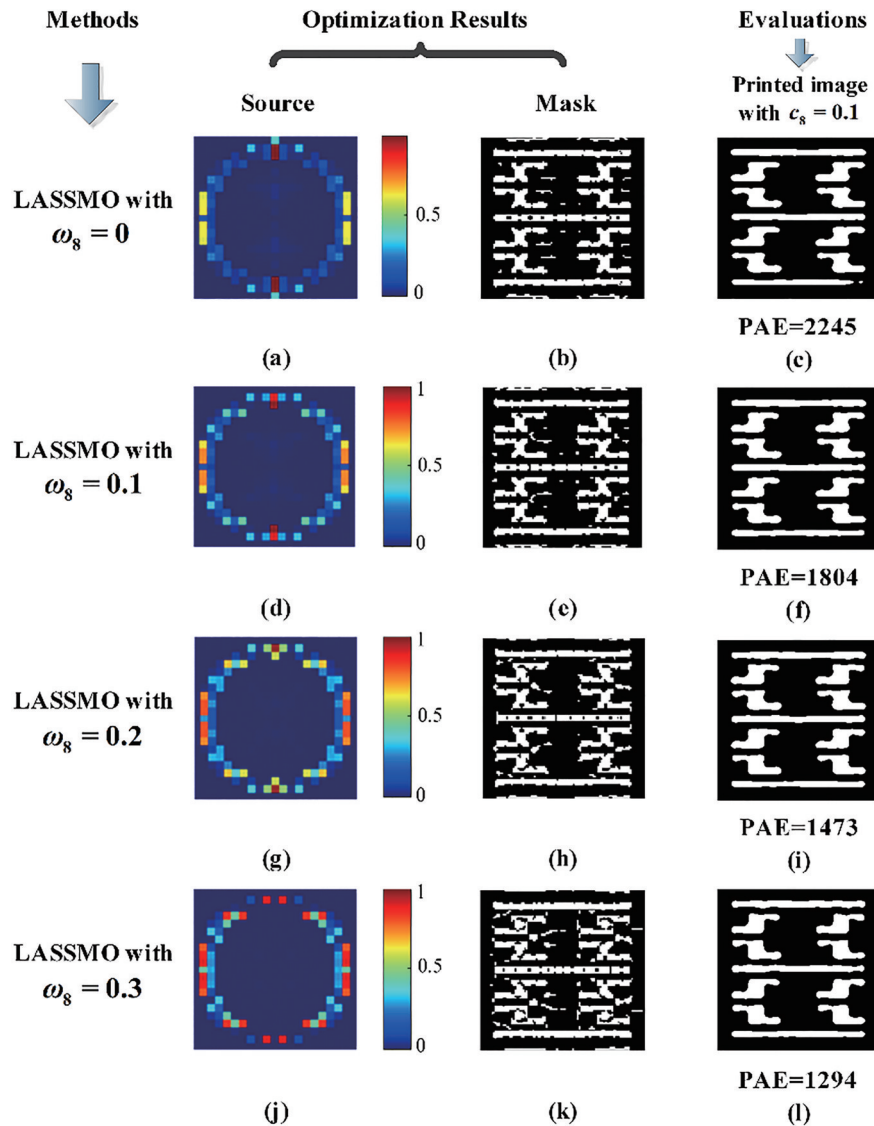 Methods
Optimization Results
Evaluations
Source
Mask
Printed image
with c₈ = 0.1
LASSMO with
ω₈ = 0
0.5
0
PAE=2245
(a)
(b)
(c)
LASSMO with
ω₈ = 0.1
1
0.5
0
PAE=1804
(d)
(e)
(f)
LASSMO with
ω₈ = 0.2
1
0.5
0
PAE=1473
(g)
(h)
(i)
LASSMO with
ω₈ = 0.3
1
0.5
0
PAE=1294
(j)
(k)
(l)